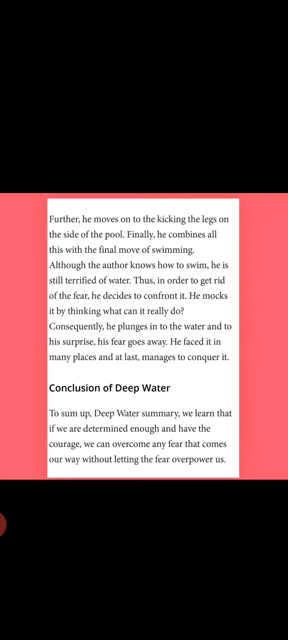 Further, he moves on to the kicking the legs on
the side of the pool. Finally, he combines all
this with the final move of swimming.
Although the author knows how to swim, he is
still terrified of water. Thus, in order to get rid
of the fear, he decides to confront it. He mocks
it by thinking what can it really do?
Consequently, he plunges in to the water and to
his surprise, his fear goes away. He faced it in
many places and at last, manages to conquer it.
Conclusion of Deep Water
To sum up, Deep Water summary, we learn that
if we are determined enough and have the
courage, we can overcome any fear that comes
our way without letting the fear overpower us.